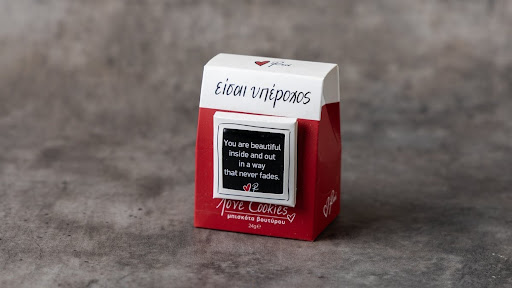 είσαι υπέροχος
You are beautiful
inside and out
in a way
that never fades.
Love Cookies
μπισκότα βουτύρου
24g℮